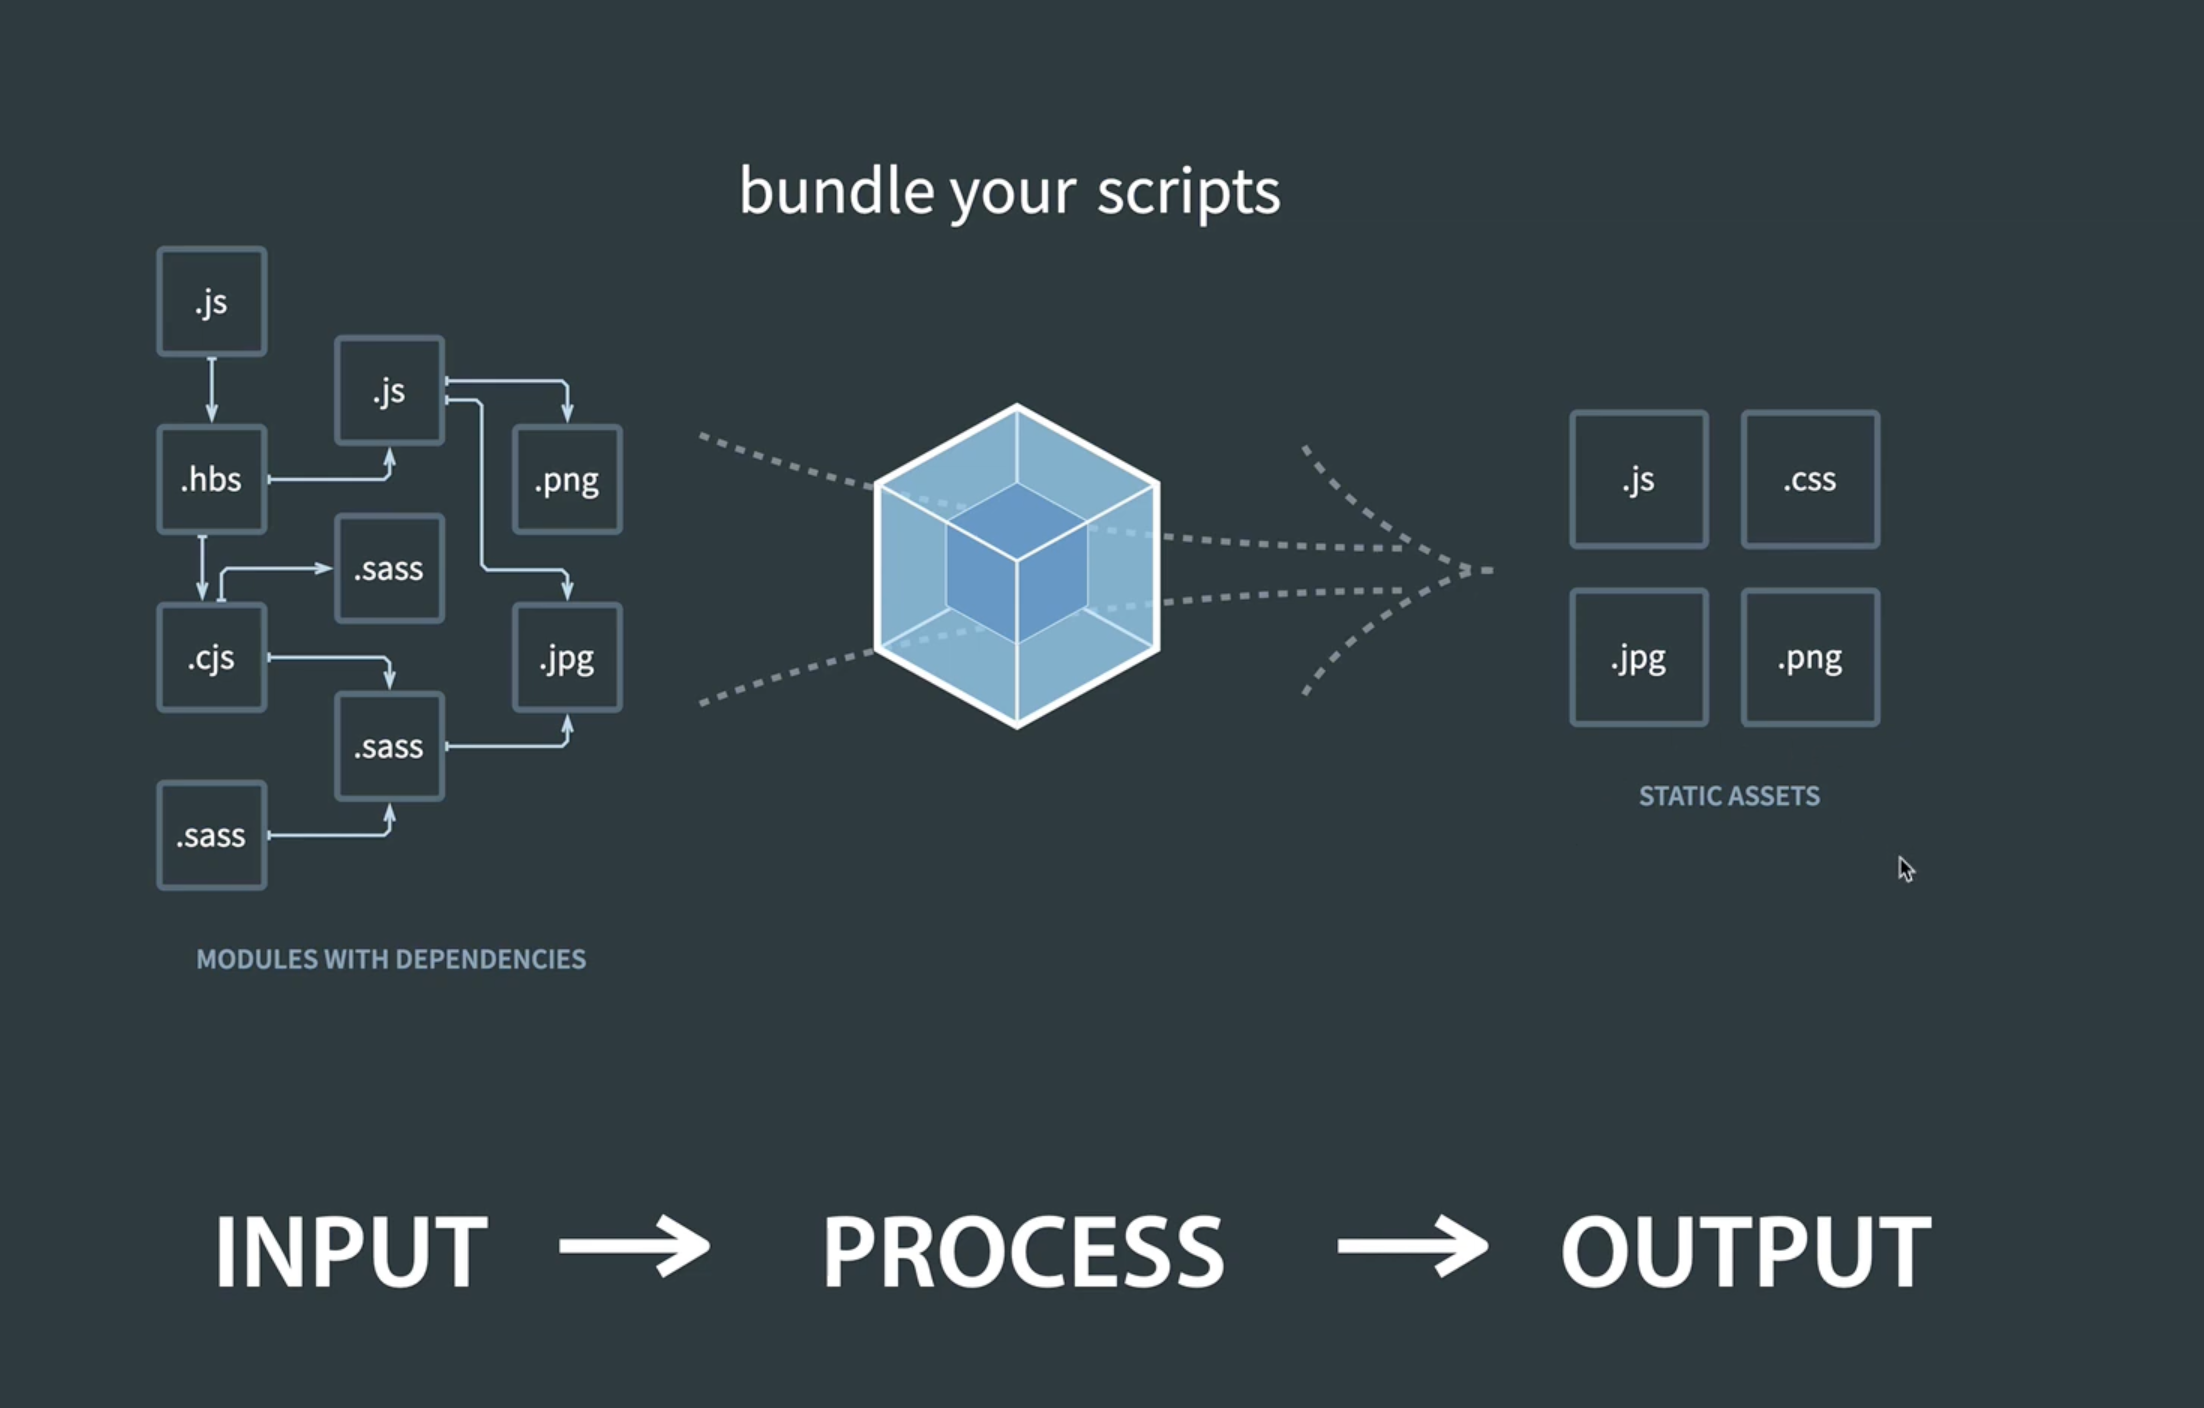 bundle your scripts
.js
.js
.hbs
.png
.sass
.cjs
.jpg
.sass
.sass
MODULES WITH DEPENDENCIES
.js
.css
.jpg
.png
STATIC ASSETS
INPUT → PROCESS → OUTPUT